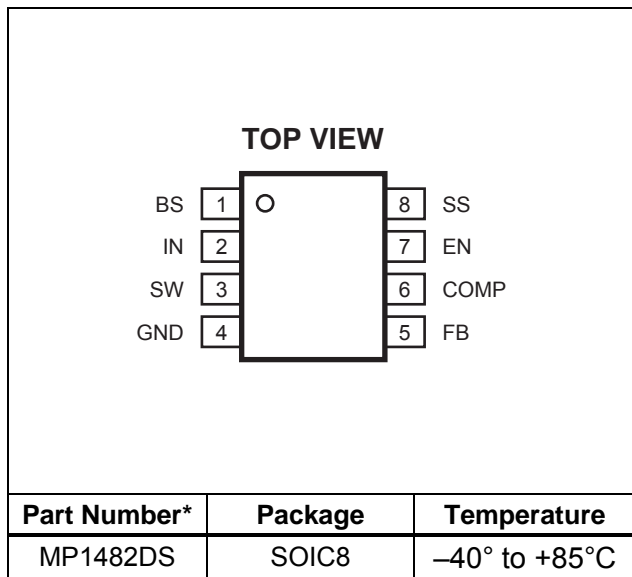 TOP VIEW
BS 1 8 SS
IN 2 7 EN
SW 3 6 COMP
GND 4 5 FB
Part Number* Package Temperature
MP1482DS SOIC8 –40° to +85°C